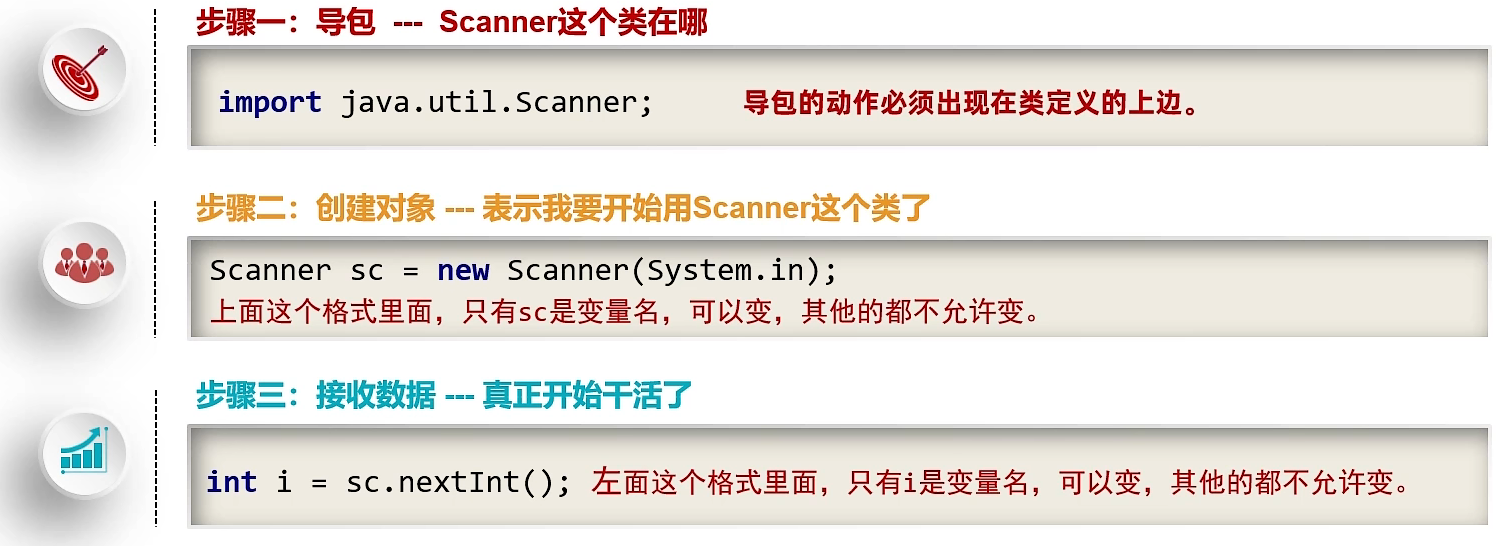 步骤一：导包 --- Scanner这个类在哪
import java.util.Scanner; 导包的动作必须出现在类定义的上边。
步骤二：创建对象 --- 表示我要开始用Scanner这个类了
Scanner sc = new Scanner(System.in);
上面这个格式里面，只有sc是变量名，可以变，其他的都不允许变。
步骤三：接收数据 --- 真正开始干活了
int i = sc.nextInt(); 左面这个格式里面，只有i是变量名，可以变，其他的都不允许变。